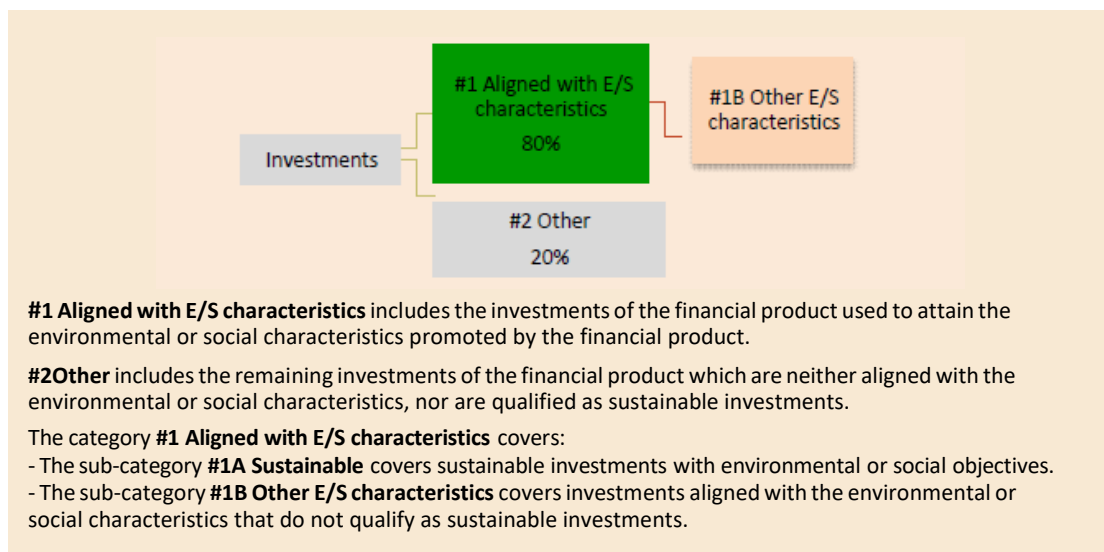 #1 Aligned with E/S
characteristics
80%
#1B Other E/S
characteristics
Investments
#2 Other
20%
#1 Aligned with E/S characteristics includes the investments of the financial product used to attain the
environmental or social characteristics promoted by the financial product.
#2Other includes the remaining investments of the financial product which are neither aligned with the
environmental or social characteristics, nor are qualified as sustainable investments.
The category #1 Aligned with E/S characteristics covers:
- The sub-category #1A Sustainable covers sustainable investments with environmental or social objectives.
- The sub-category #1B Other E/S characteristics covers investments aligned with the environmental or
social characteristics that do not qualify as sustainable investments.